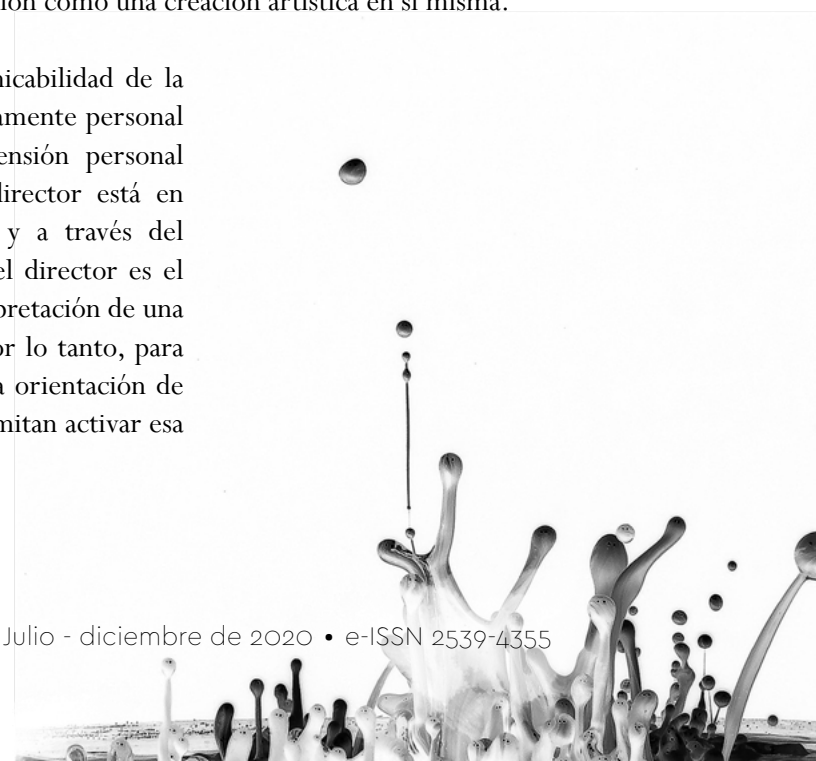 ión como una creación artística en sí misma.
nicabilidad de la
amente personal
ensión personal
director está en
y a través del
el director es el
pretación de una
or lo tanto, para
a orientación de
mitan activar esa
Julio - diciembre de 2020 • e-ISSN 2539-4355